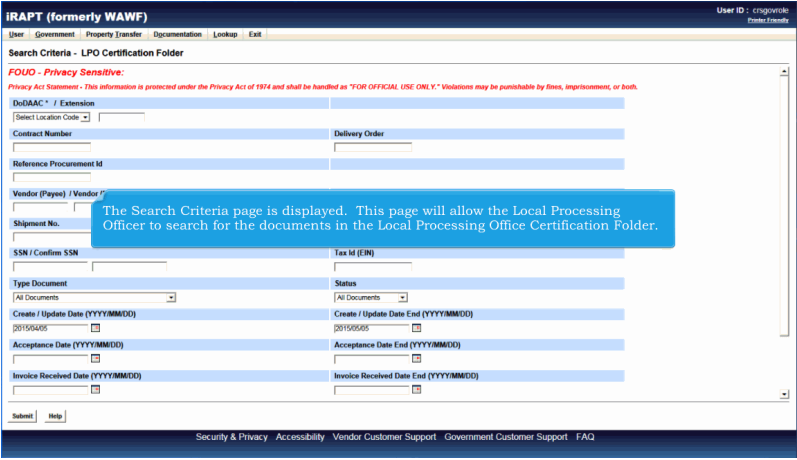 iRAPT (formerly WAWF)
User ID : crsgovrole
Printer Friendly
User Government Property Transfer Documentation Lookup Exit
Search Criteria - LPO Certification Folder
FOUO - Privacy Sensitive:
Privacy Act Statement - This information is protected under the Privacy Act of 1974 and shall be handled as "FOR OFFICIAL USE ONLY." Violations may be punishable by fines, imprisonment, or both.
DoDAAC * / Extension
Select Location Code
Contract Number Delivery Order
Reference Procurement Id
Vendor (Payee) / Vendor
The Search Criteria page is displayed. This page will allow the Local Processing
Officer to search for the documents in the Local Processing Office Certification Folder.
Shipment No.
SSN / Confirm SSN Tax Id (EIN)
Type Document Status
All Documents All Documents
Create / Update Date (YYYY/MM/DD) Create / Update Date End (YYYY/MM/DD)
2015/04/05 2015/05/05
Acceptance Date (YYYY/MM/DD) Acceptance Date End (YYYY/MM/DD)
Invoice Received Date (YYYY/MM/DD) Invoice Received Date End (YYYY/MM/DD)
Submit Help
Security & Privacy Accessibility Vendor Customer Support Government Customer Support FAQ